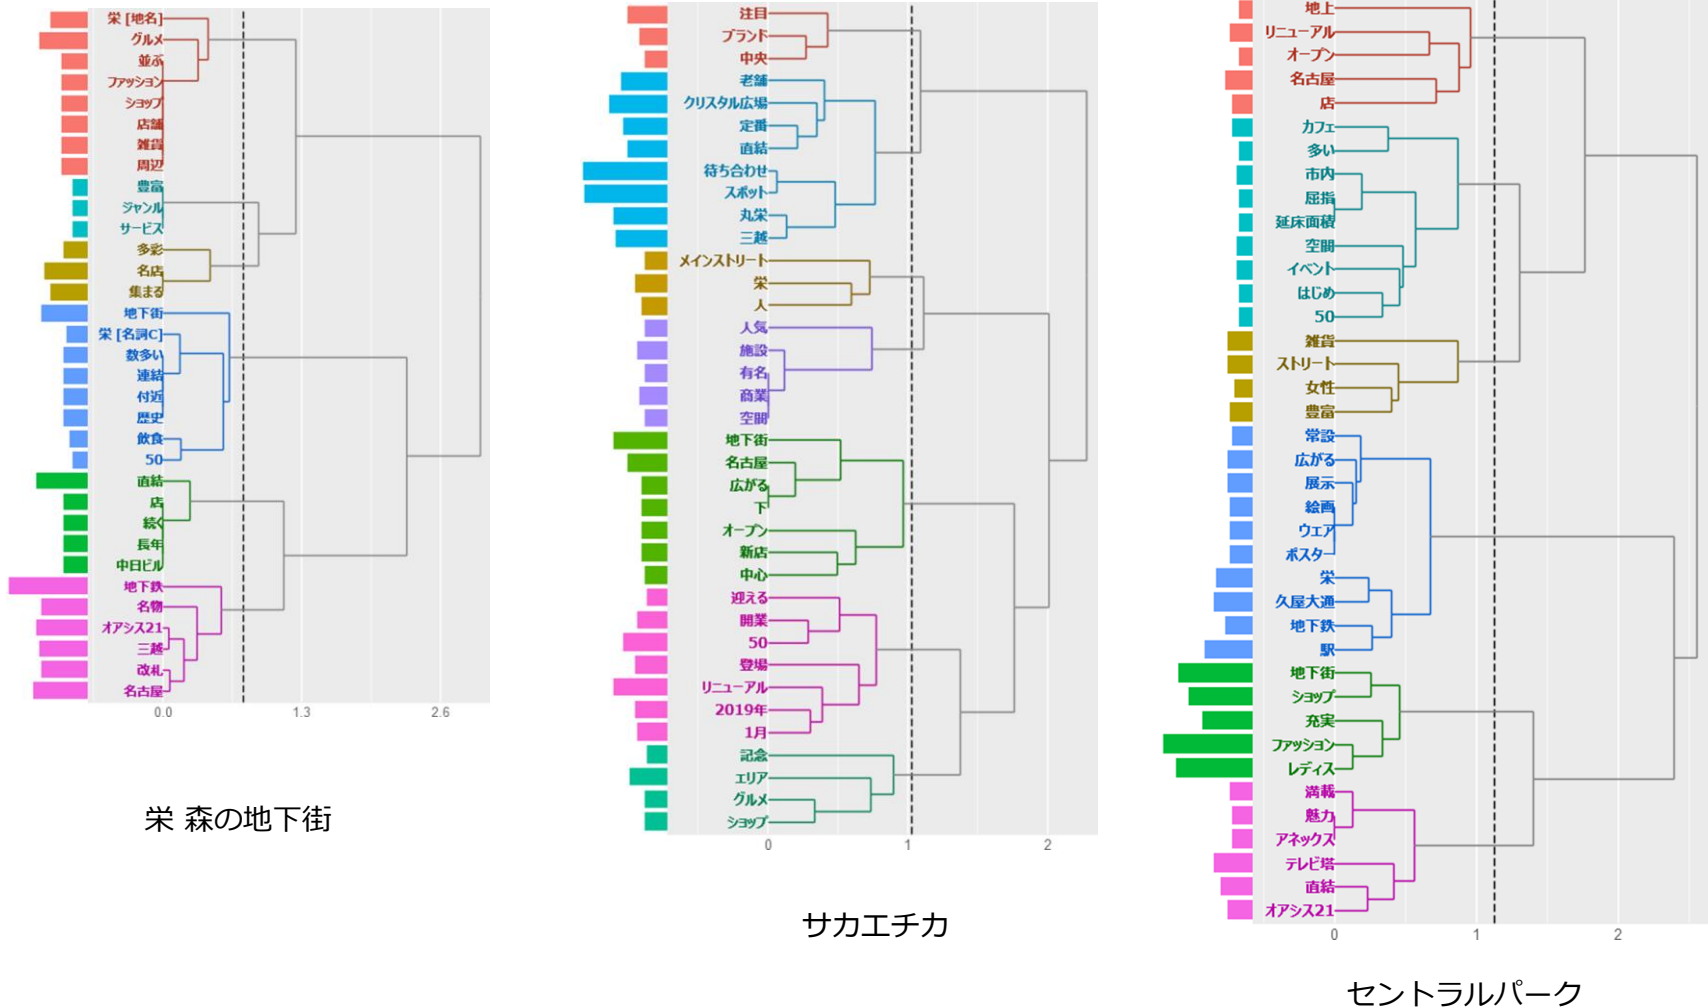 栄 [地名]
グルメ
並ぶ
ファッション
ショップ
店舗
雑貨
周辺
豊富
ジャンル
サービス
多彩
名店
集まる
地下街
栄 [名詞C]
数多い
連結
付近
歴史
飲食
50
直結
店
続く
長年
中日ビル
地下鉄
名物
オアシス21
三越
改札
名古屋
0.0 1.3 2.6
栄 森の地下街
注目
ブランド
中央
老舗
クリスタル広場
定番
直結
待ち合わせ
スポット
丸栄
三越
メインストリート
栄
人
人気
施設
有名
商業
空間
地下街
名古屋
広がる
下
オープン
新店
中心
迎える
開業
50
登場
リニューアル
2019年
1月
記念
エリア
グルメ
ショップ
0 1 2
サカエチカ
地上
リニューアル
オープン
名古屋
店
カフェ
多い
市内
屈指
延床面積
空間
イベント
はじめ
50
雑貨
ストリート
女性
豊富
常設
広がる
展示
絵画
ウェア
ポスター
栄
久屋大通
地下鉄
駅
地下街
ショップ
充実
ファッション
レディス
満載
魅力
アネックス
テレビ塔
直結
オアシス21
0 1 2
セントラルパーク